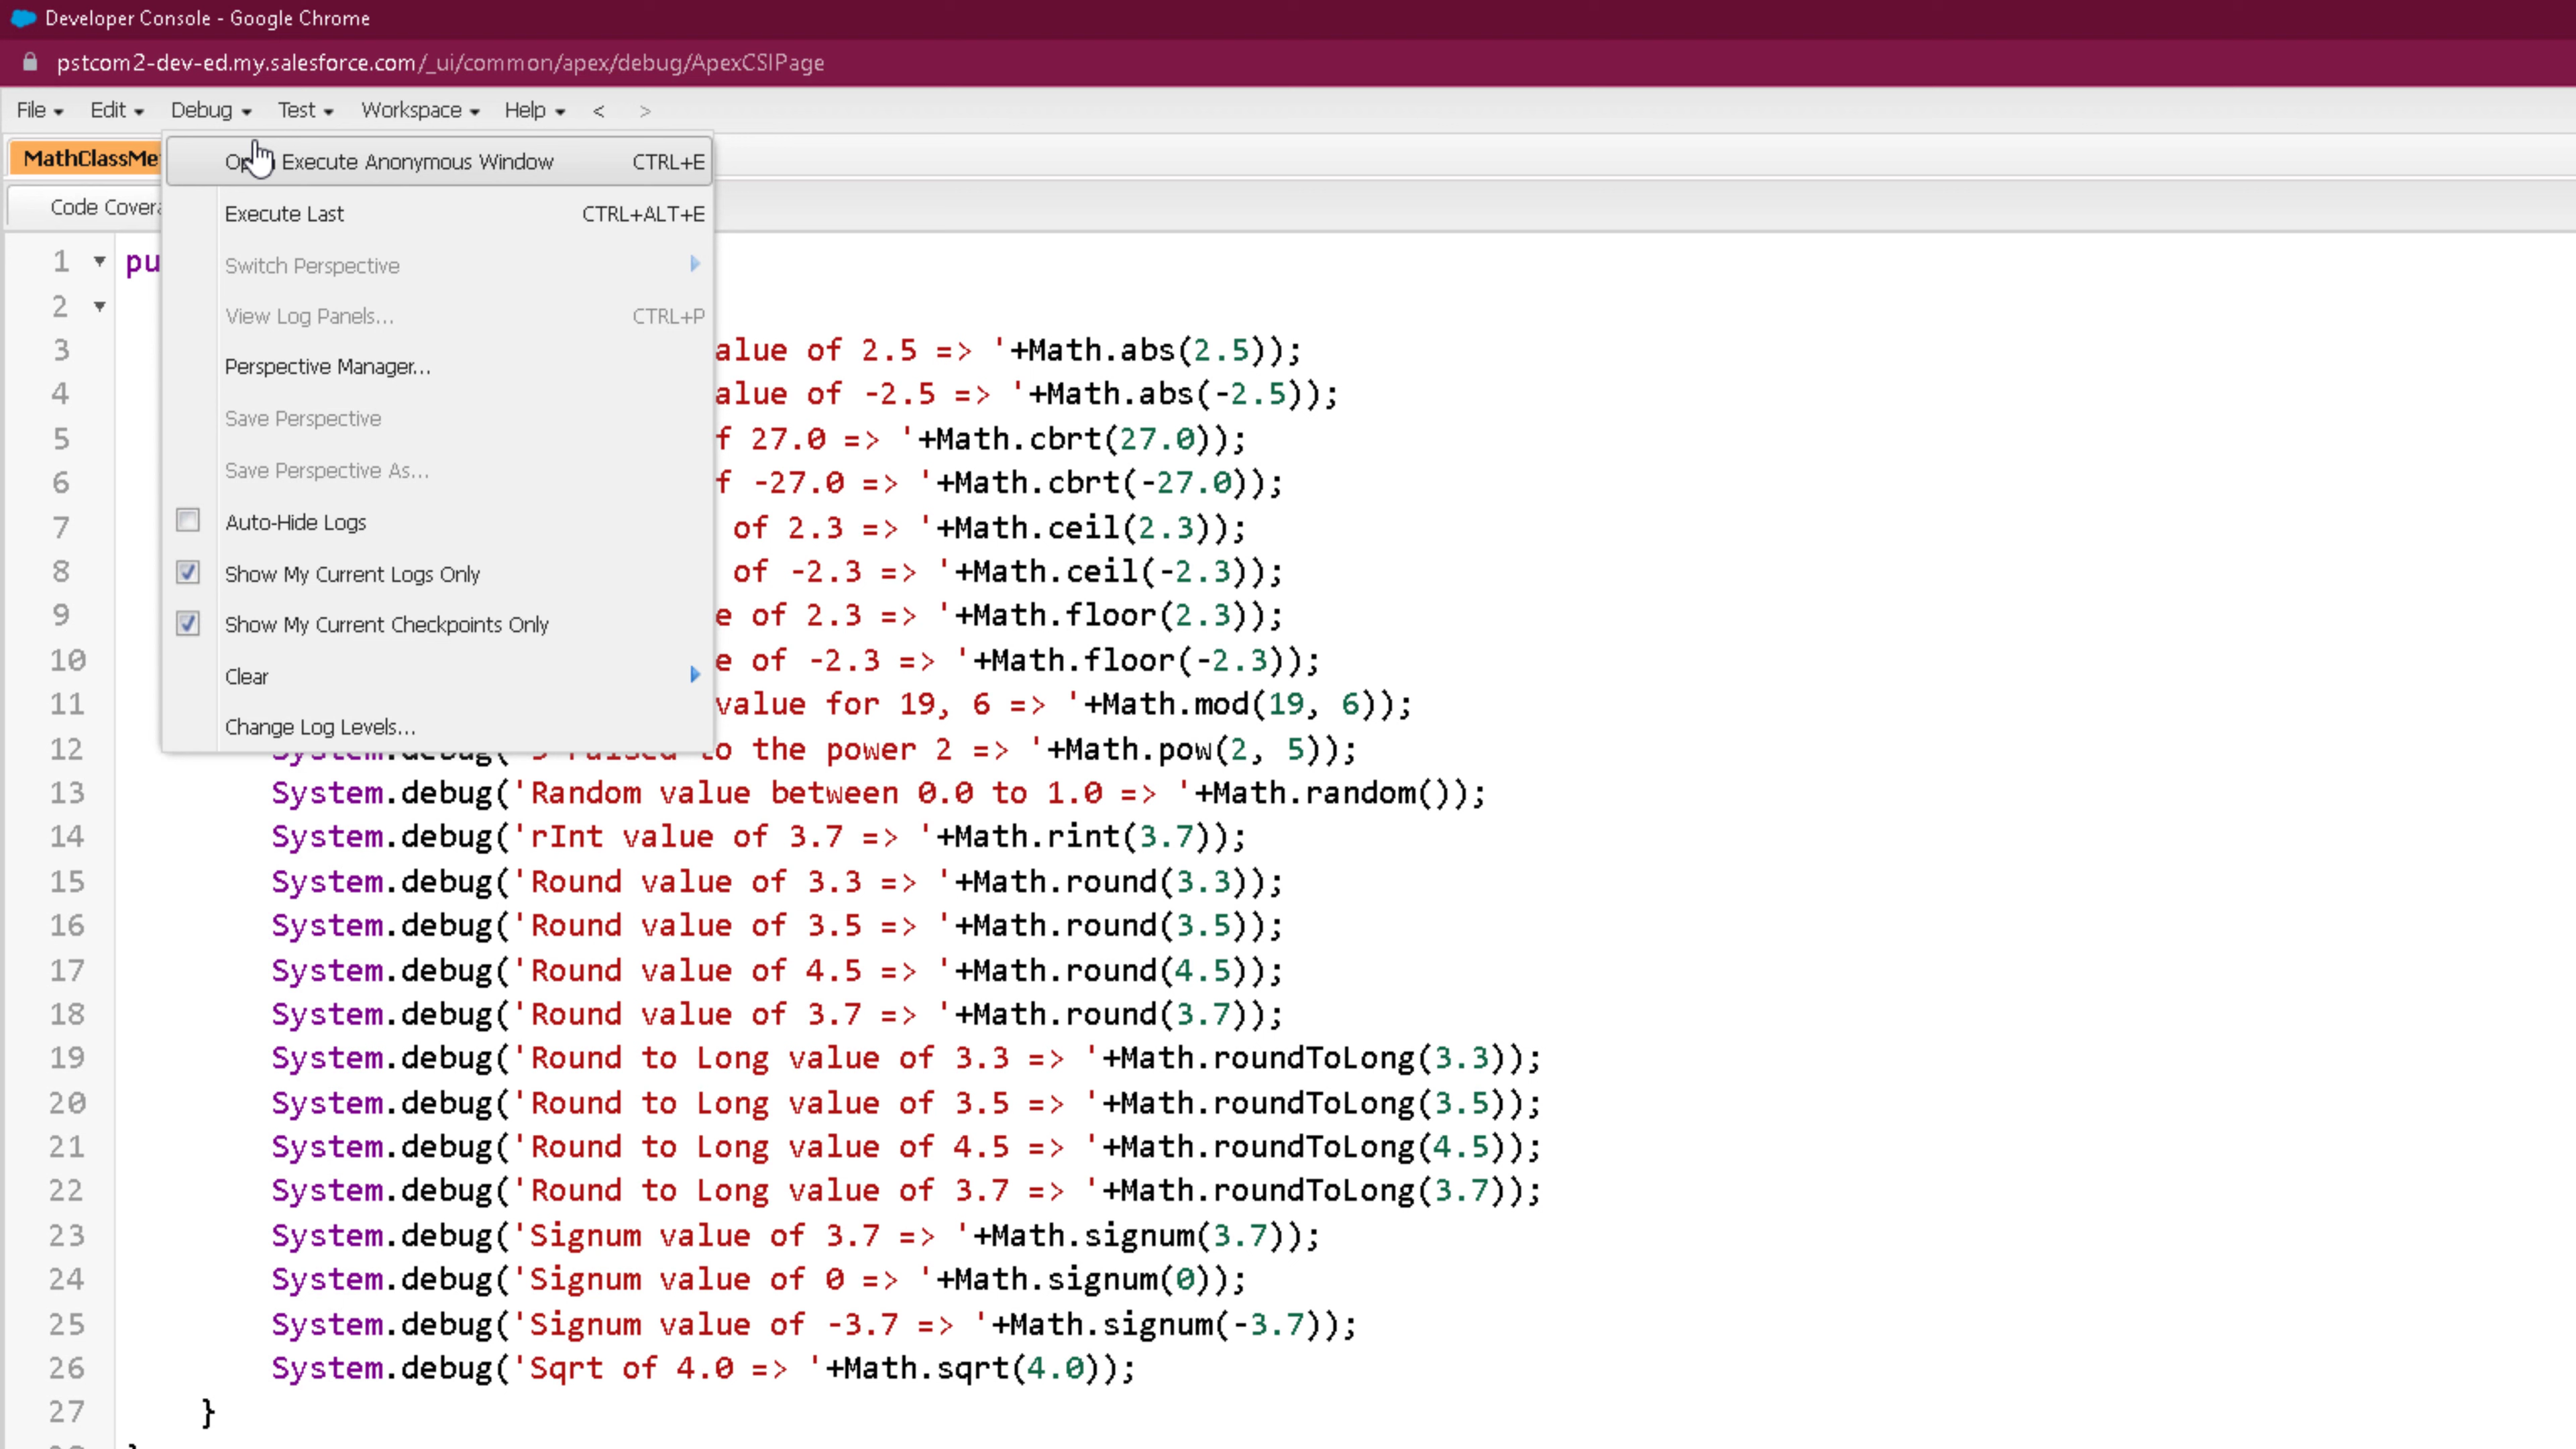 Developer Console - Google Chrome
pstcom2-dev-ed.my.salesforce.com/_ui/common/apex/debug/ApexCSIPage
File Edit Debug Test Workspace Help < >
MathClassMe
Execute Anonymous Window CTRL+E
Code Covera
Execute Last CTRL+ALT+E
Switch Perspective
View Log Panels... CTRL+P
Perspective Manager...
Save Perspective
Save Perspective As...
Auto-Hide Logs
Show My Current Logs Only
Show My Current Checkpoints Only
Clear
Change Log Levels...
1 pu
2
3 alue of 2.5 => '+Math.abs(2.5));
4 alue of -2.5 => '+Math.abs(-2.5));
5 f 27.0 => '+Math.cbrt(27.0));
6 f -27.0 => '+Math.cbrt(-27.0));
7 of 2.3 => '+Math.ceil(2.3));
8 of -2.3 => '+Math.ceil(-2.3));
9 e of 2.3 => '+Math.floor(2.3));
10 e of -2.3 => '+Math.floor(-2.3));
11 value for 19, 6 => '+Math.mod(19, 6));
12 System.debug('5 raised to the power 2 => '+Math.pow(2, 5));
13 System.debug('Random value between 0.0 to 1.0 => '+Math.random());
14 System.debug('rInt value of 3.7 => '+Math.rint(3.7));
15 System.debug('Round value of 3.3 => '+Math.round(3.3));
16 System.debug('Round value of 3.5 => '+Math.round(3.5));
17 System.debug('Round value of 4.5 => '+Math.round(4.5));
18 System.debug('Round value of 3.7 => '+Math.round(3.7));
19 System.debug('Round to Long value of 3.3 => '+Math.roundToLong(3.3));
20 System.debug('Round to Long value of 3.5 => '+Math.roundToLong(3.5));
21 System.debug('Round to Long value of 4.5 => '+Math.roundToLong(4.5));
22 System.debug('Round to Long value of 3.7 => '+Math.roundToLong(3.7));
23 System.debug('Signum value of 3.7 => '+Math.signum(3.7));
24 System.debug('Signum value of 0 => '+Math.signum(0));
25 System.debug('Signum value of -3.7 => '+Math.signum(-3.7));
26 System.debug('Sqrt of 4.0 => '+Math.sqrt(4.0));
27 }